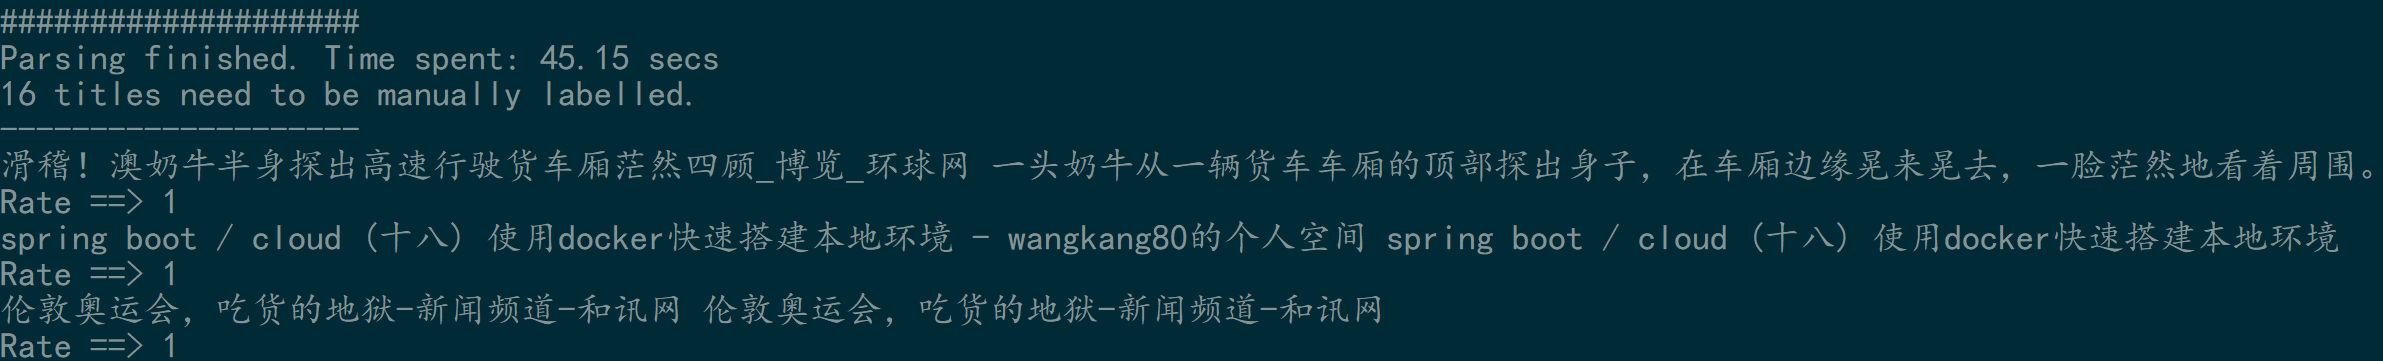 ####################
Parsing finished. Time spent: 45.15 secs
16 titles need to be manually labelled.
--------------------
滑稽！澳奶牛半身探出高速行驶货车厢茫然四顾_博览_环球网 一头奶牛从一辆货车车厢的顶部探出身子，在车厢边缘晃来晃去，一脸茫然地看着周围。
Rate ==> 1
spring boot / cloud (十八) 使用docker快速搭建本地环境 - wangkang80的个人空间 spring boot / cloud (十八) 使用docker快速搭建本地环境
Rate ==> 1
伦敦奥运会，吃货的地狱-新闻频道-和讯网 伦敦奥运会，吃货的地狱-新闻频道-和讯网
Rate ==> 1